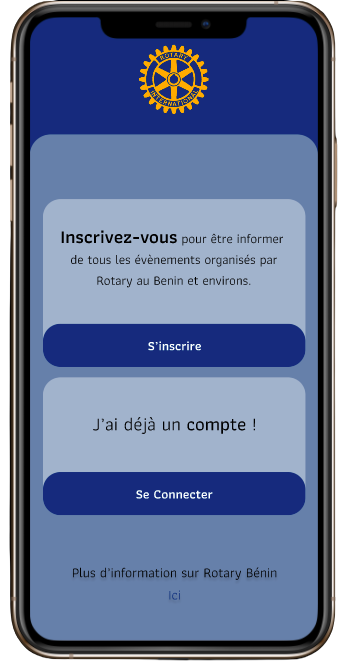 ROTARY
INTERNATIONAL
Inscrivez-vous pour être informer
de tous les évènements organisés par
Rotary au Benin et environs.
S'inscrire
J'ai déjà un compte !
Se Connecter
Plus d'information sur Rotary Bénin
Ici